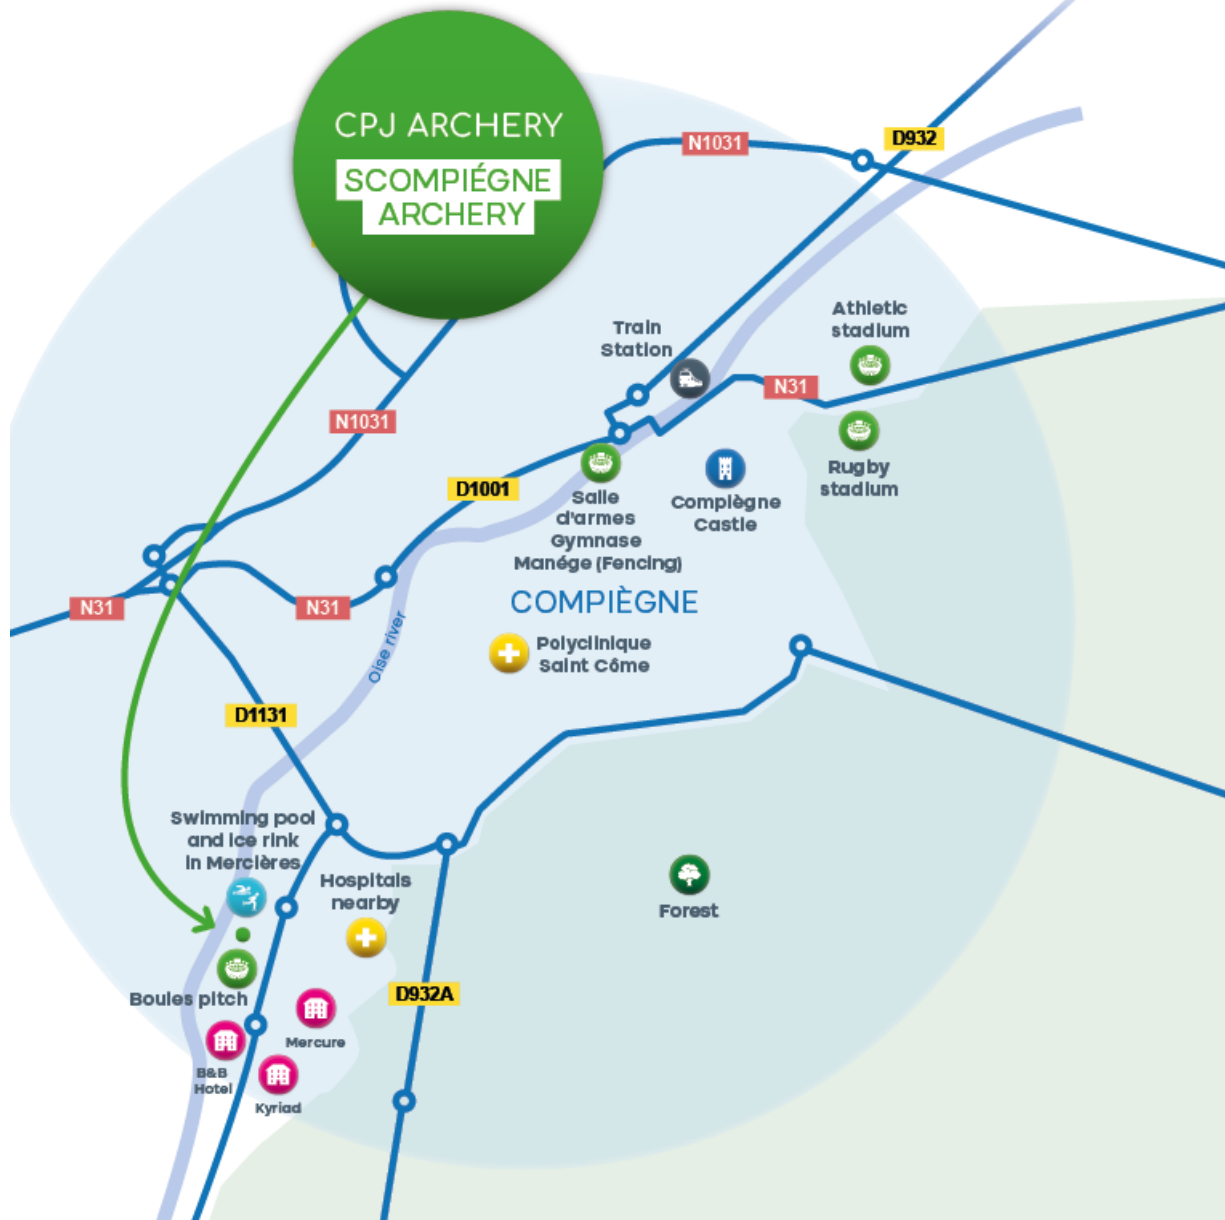 CPJ ARCHERY
SCOMPIÉGNE
ARCHERY
N1031
D932
Athletic
stadium
Train
Station
N31
N1031
Rugby
stadium
D1001
Compiègne
Castle
Salle
d'armes
Gymnase
Manége (Fencing)
COMPIÈGNE
N31
N31
Oise river
Polyclinique
Saint Côme
D1131
Swimming pool
and ice rink
in Mercières
Hospitals
nearby
Forest
Boules pitch
D932A
Mercure
B&B
Hotel
Kyriad